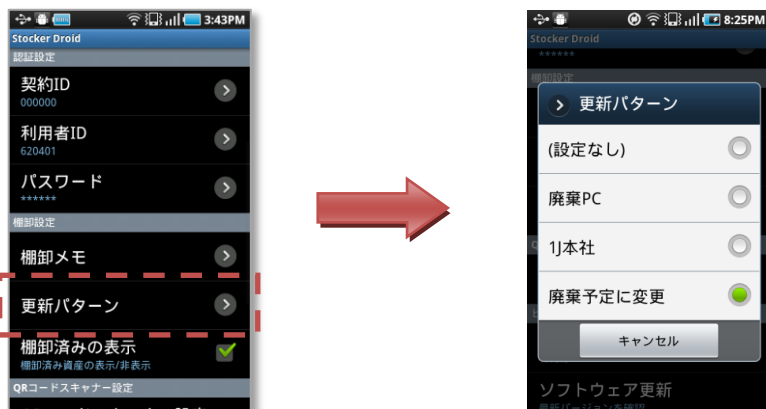 3:43PM
Stocker Droid
認証設定
契約ID
000000
利用者ID
620401
パスワード
******
棚卸設定
棚卸メモ
更新パターン
棚卸済みの表示
棚卸済み資産の表示/非表示
QRコードスキャナー設定
8:25PM
Stocker Droid
******
棚卸設定
更新パターン
(設定なし)
廃棄PC
1J本社
廃棄予定に変更
キャンセル
ソフトウェア更新
最新バージョンを確認